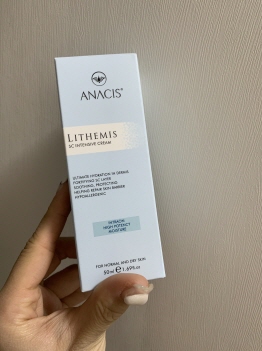 ANACIS®
LITHEMIS
SC INTENSIVE CREAM
ULTIMATE HYDRATION IN DERMIS
FORTIFYING SC LAYER
SOOTHING, PROTECTING
HELPING REPAIR SKIN BARRIER
HYPOALLERGENIC
HIGH POTENCY
MOISTURE
FOR NORMAL AND DRY SKIN
50ml ℮ 1.69fl.oz